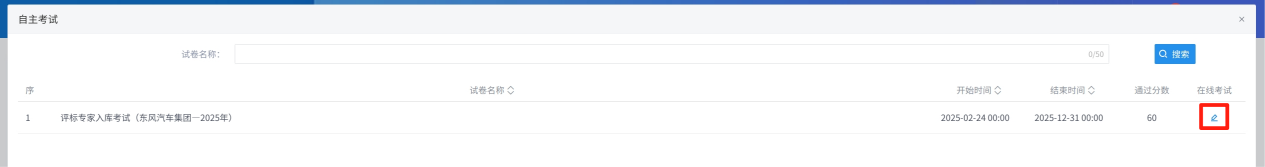 自主考试 ×
试卷名称： 0/50 搜索
序 试卷名称 开始时间 结束时间 通过分数 在线考试
1 评标专家入库考试（东风汽车集团—2025年） 2025-02-24 00:00 2025-12-31 00:00 60